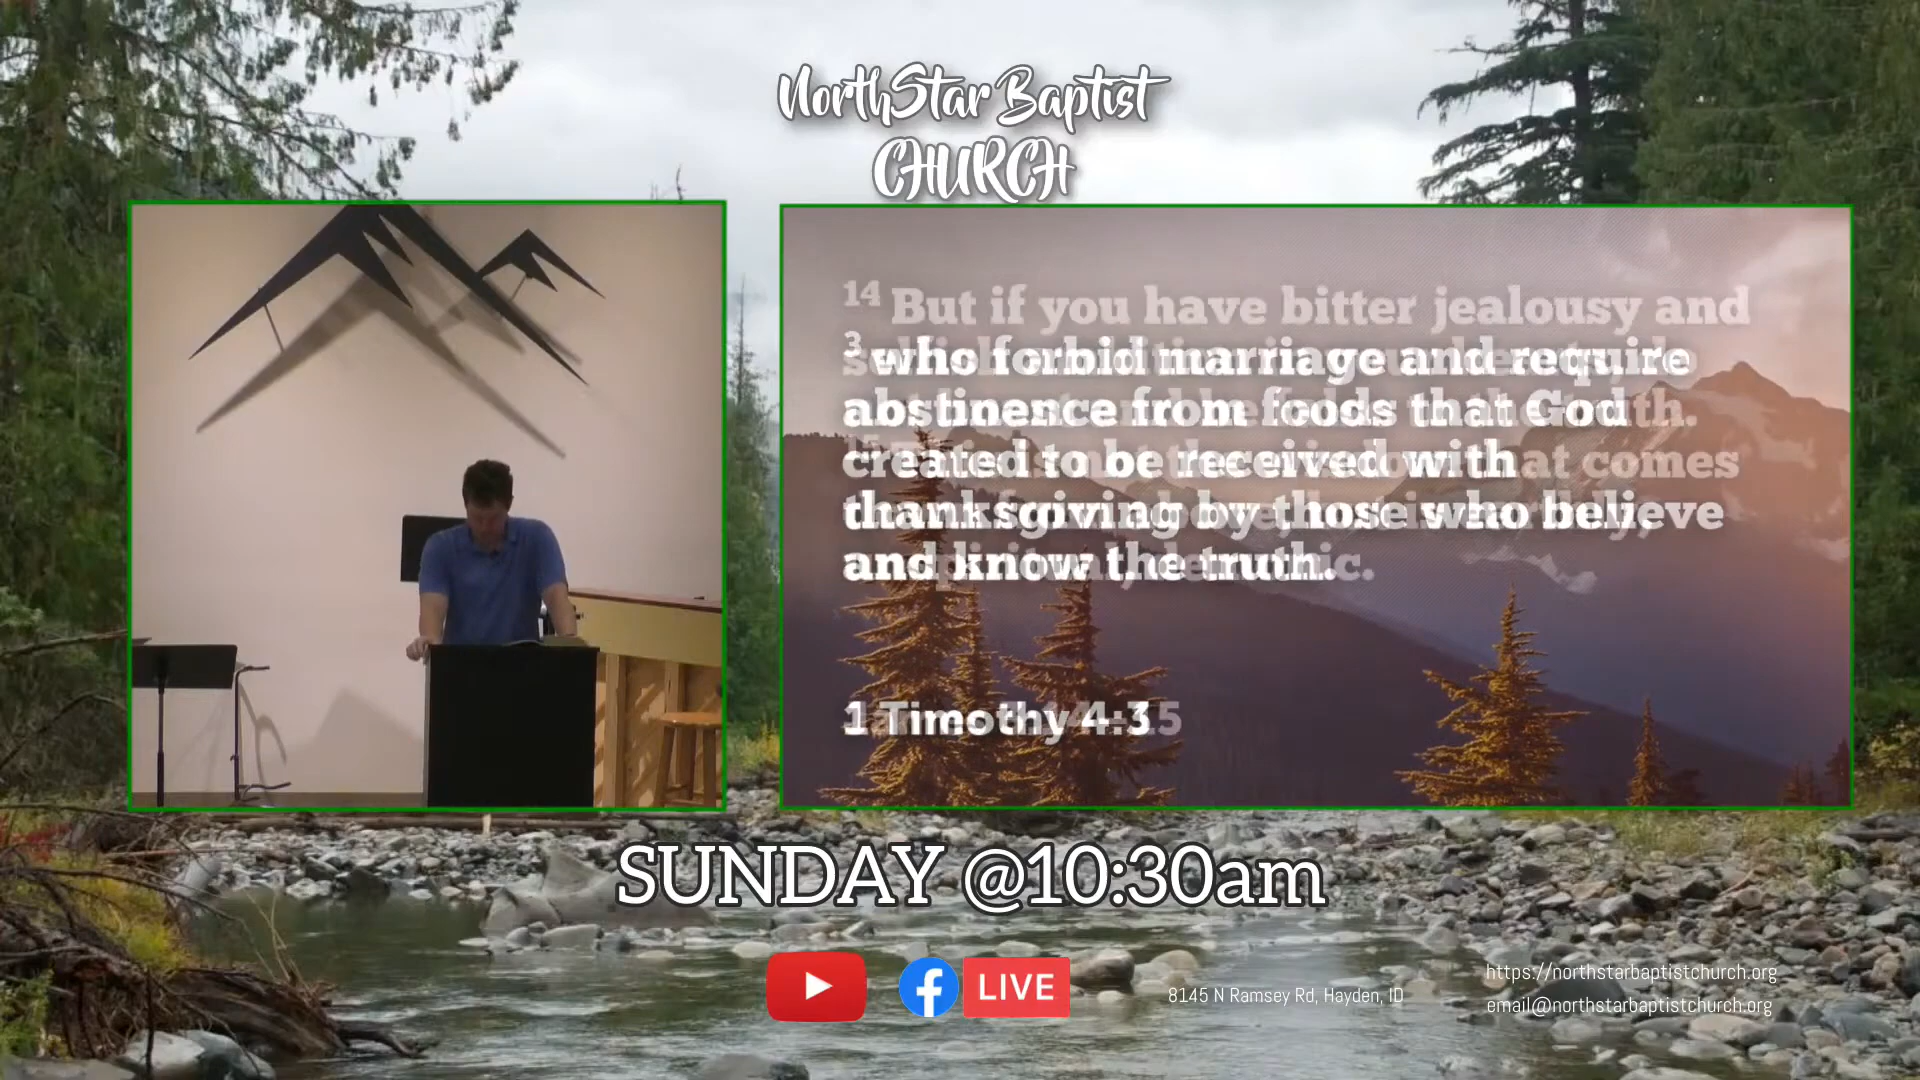 NorthStar Baptist
CHURCH
14 But if you have bitter jealousy and
3 who forbid marriage and require
abstinence from foods that God
created to be received with
thanksgiving by those who believe
and know the truth.
1 Timothy 4:3
SUNDAY @10:30am
LIVE
8145 N Ramsey Rd, Hayden, ID
https://northstarbaptistchurch.org
email@northstarbaptistchurch.org